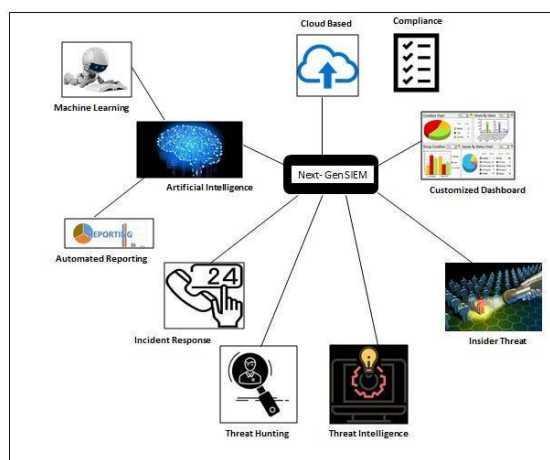 Cloud Based
Compliance
Machine Learning
Next- Gen SIEM
Artificial Intelligence
Customized Dashboard
REPORTING
Automated Reporting
24
Incident Response
Insider Threat
Threat Hunting
Threat Intelligence